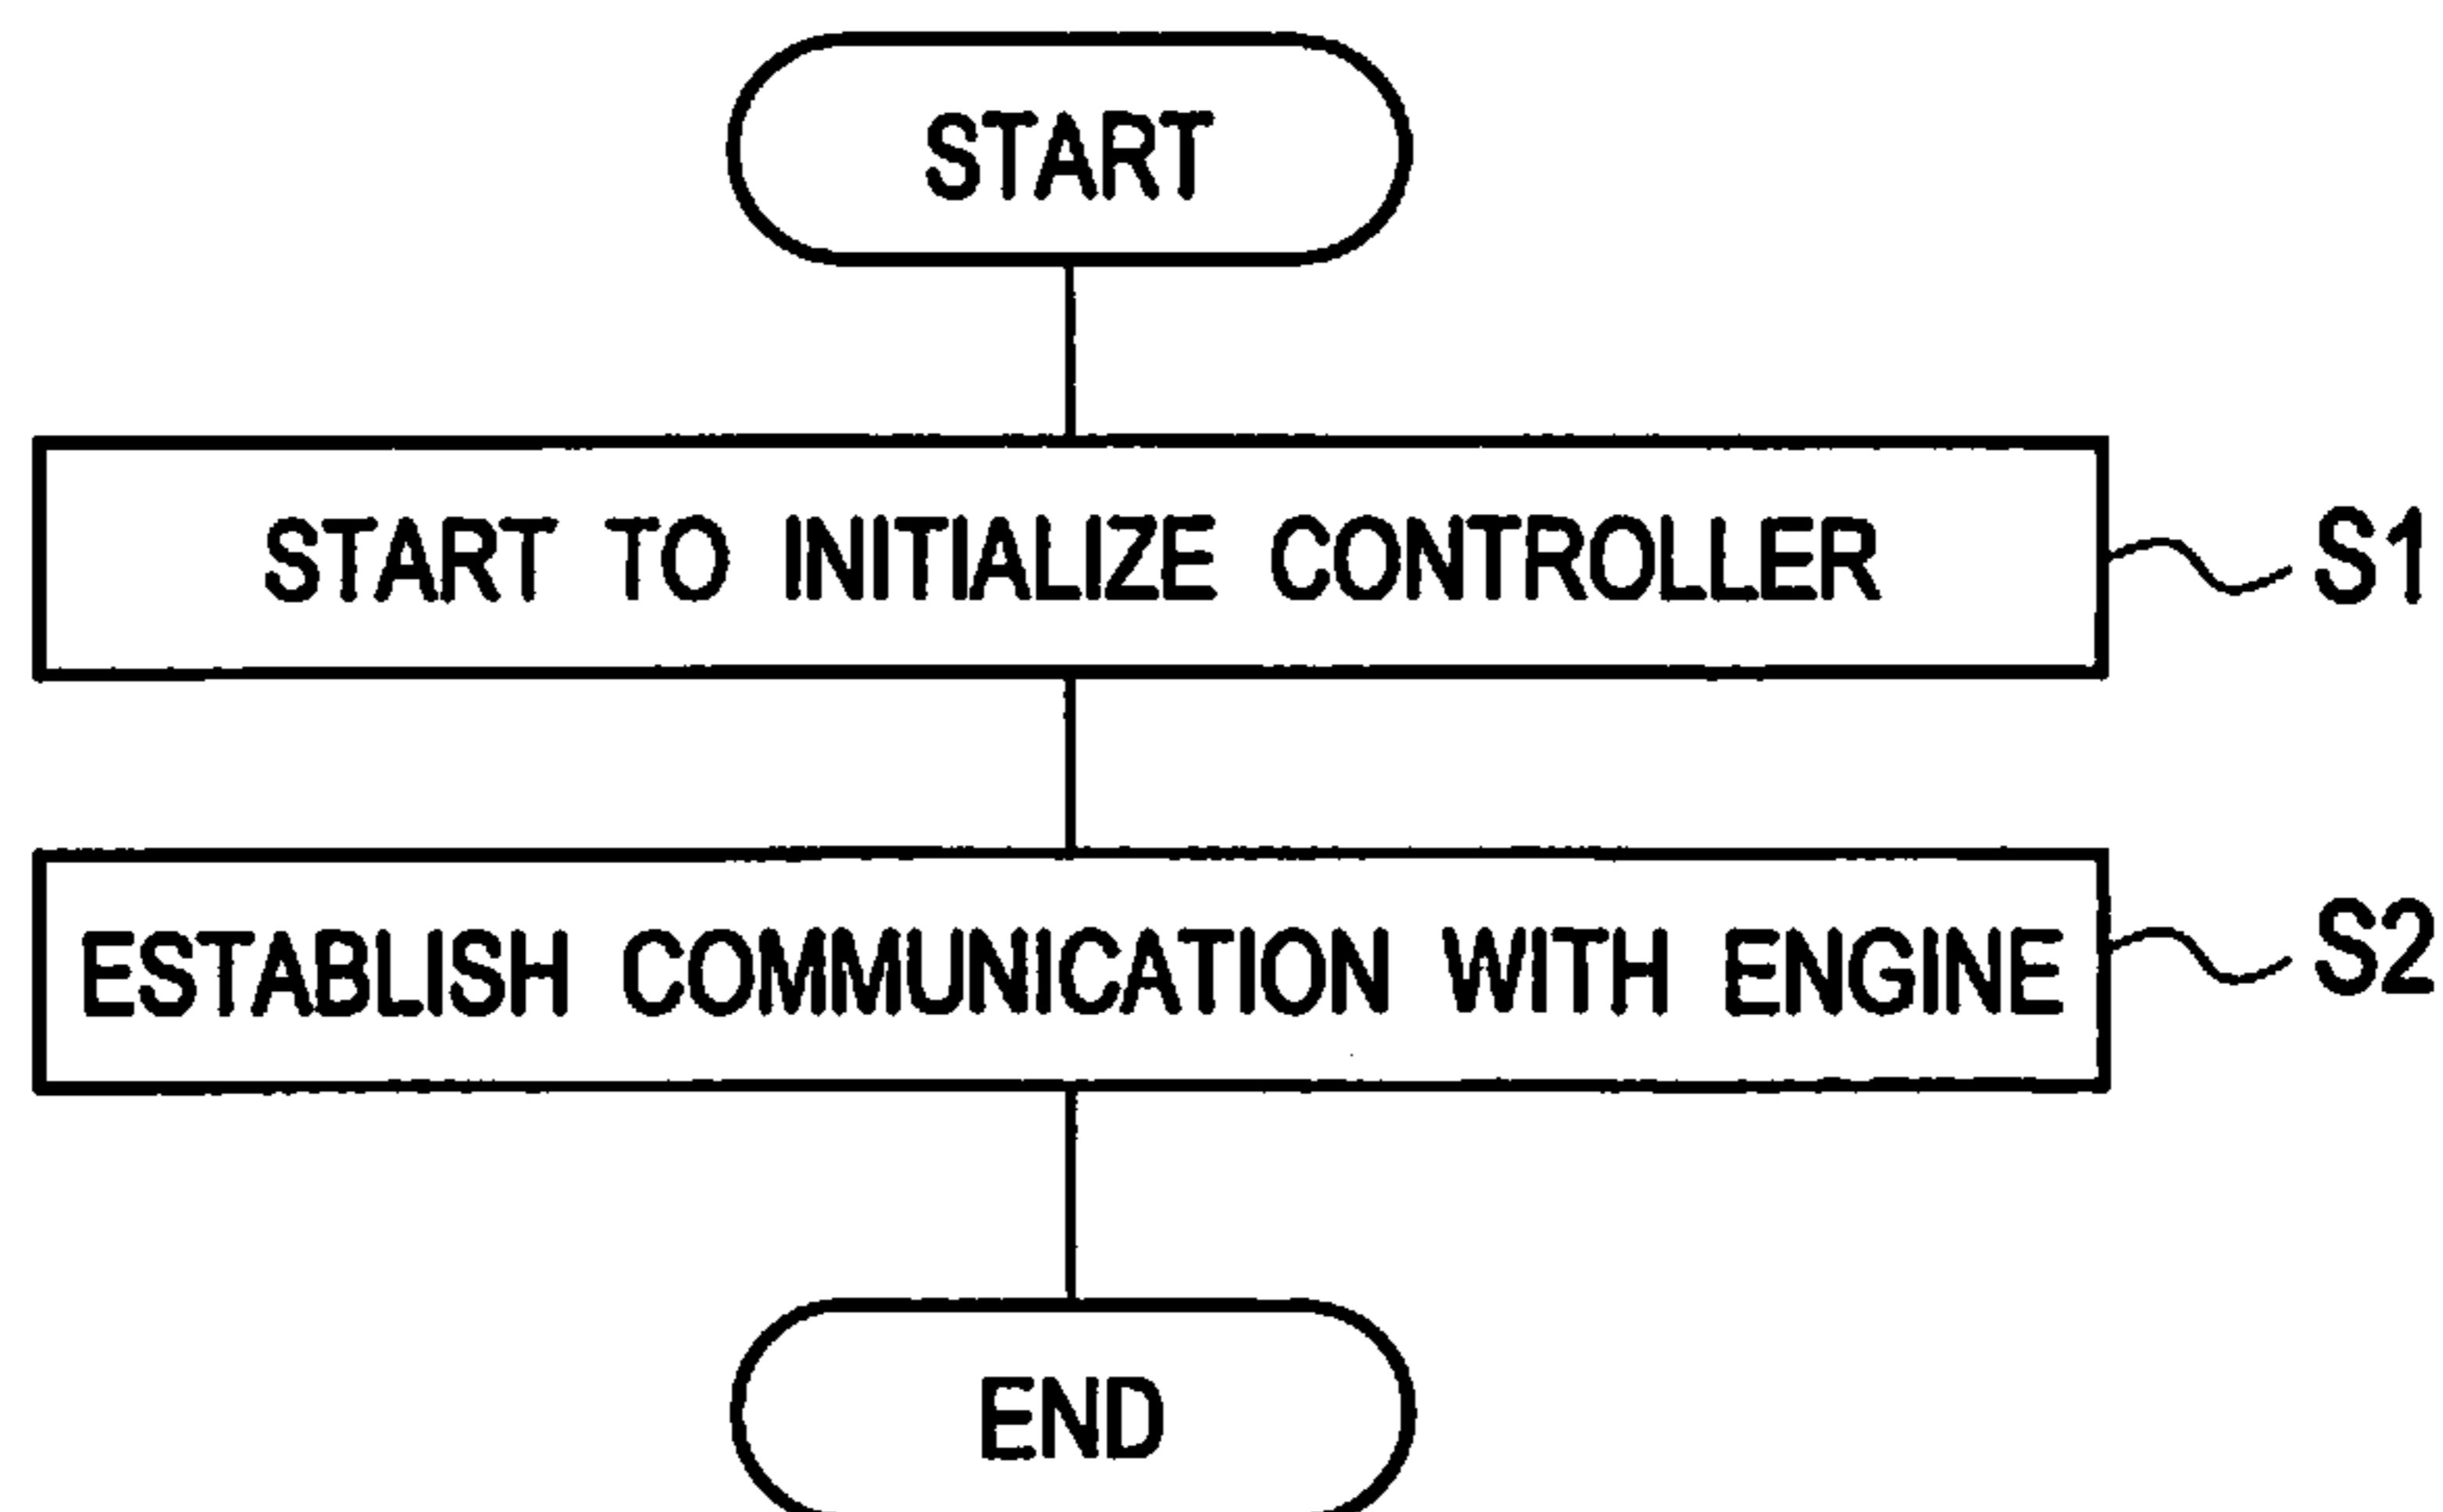 START
START TO INITIALIZE CONTROLLER
S1
ESTABLISH COMMUNICATION WITH ENGINE
S2
END